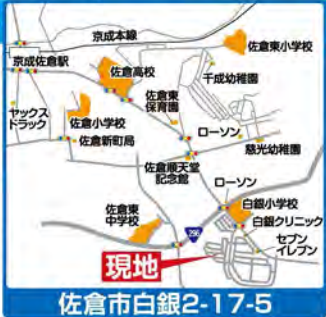 京成本線
京成佐倉駅
佐倉高校
佐倉東小学校
千成幼稚園
佐倉東
保育園
ヤックス
ドラッグ
佐倉小学校
佐倉新町局
ローソン
佐倉順天堂
記念館
慈光幼稚園
ローソン
佐倉東
中学校
白銀小学校
296
白銀クリニック
セブン
イレブン
現地
佐倉市白銀2-17-5